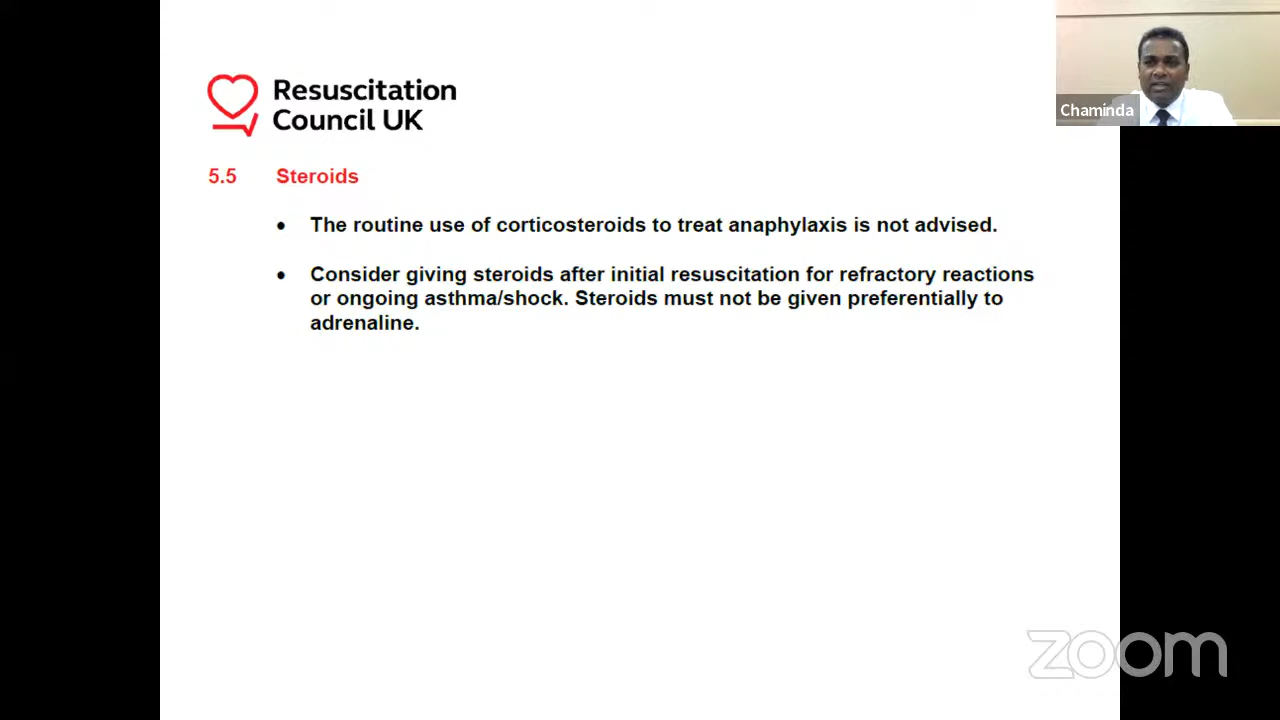 Resuscitation
Council UK
Chaminda
5.5 Steroids
• The routine use of corticosteroids to treat anaphylaxis is not advised.
• Consider giving steroids after initial resuscitation for refractory reactions
or ongoing asthma/shock. Steroids must not be given preferentially to
adrenaline.
zoom